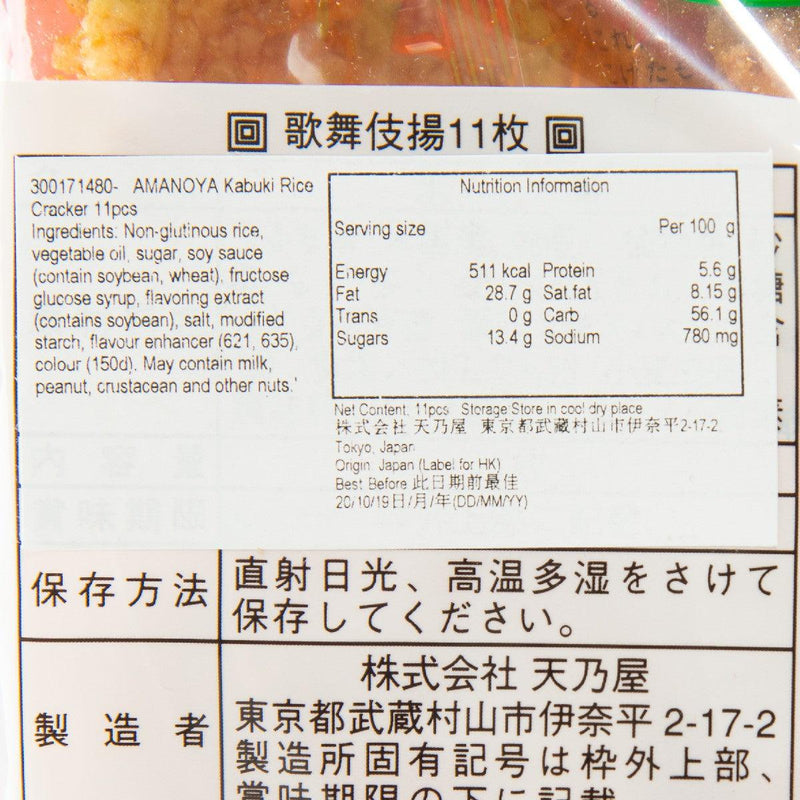 歌舞伎揚11枚
300171480- AMANOYA Kabuki Rice
Cracker 11pcs
Ingredients: Non-glutinous rice,
vegetable oil, sugar, soy sauce
(contain soybean, wheat), fructose
glucose syrup, flavoring extract
(contains soybean), salt, modified
starch, flavour enhancer (621, 635),
colour (150d). May contain milk,
peanut, crustacean and other nuts.'
Nutrition Information
Serving size Per 100 g
Energy 511 kcal Protein 5.6 g
Fat 28.7 g Sat.fat 8.15 g
Trans 0 g Carb 56.1 g
Sugars 13.4 g Sodium 780 mg
Net Content: 11pcs Storage:Store in cool dry place
株式会社 天乃屋 東京都武蔵村山市伊奈平2-17-2
Tokyo, Japan
Origin: Japan (Label for HK)
Best Before 此日期前最佳
20/10/19日/月/年(DD/MM/YY)
内容量
賞味期限
保存方法
直射日光、高温多湿をさけて
保存してください。
製造者
株式会社 天乃屋
東京都武蔵村山市伊奈平 2-17-2
製造所固有記号は枠外上部、
賞味期限の下に記載